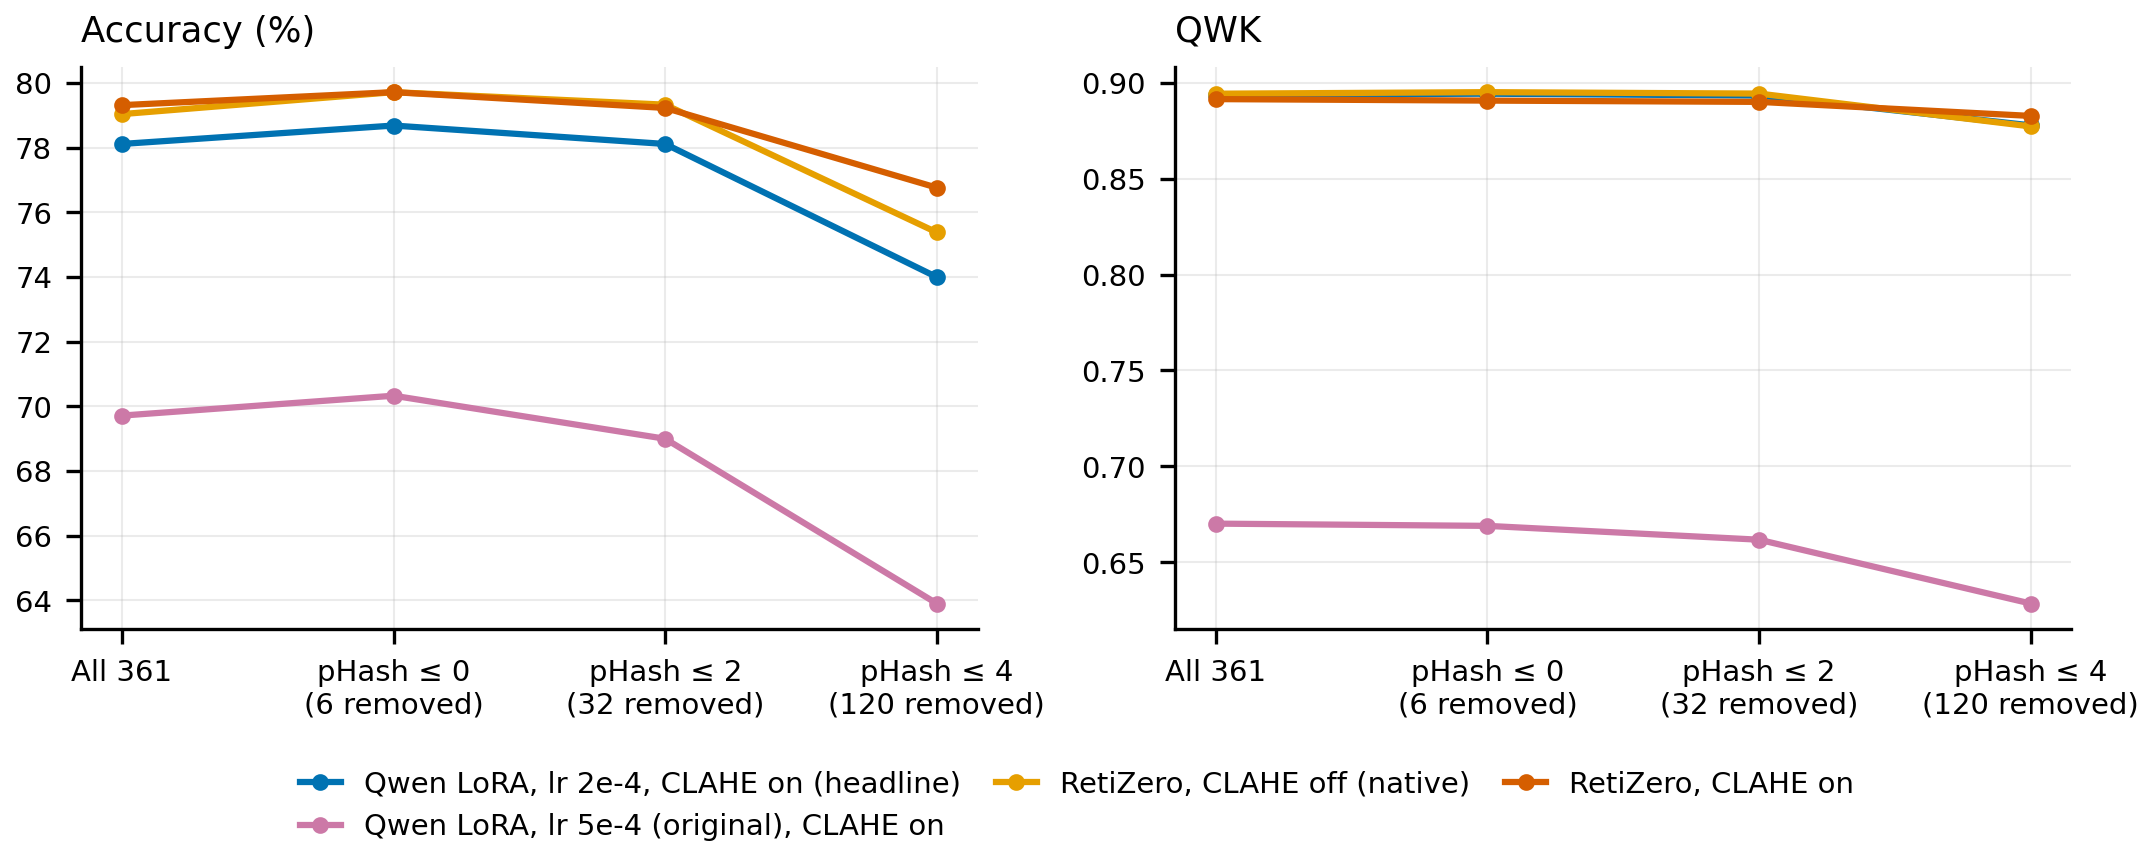 Accuracy (%)
80
78
76
74
72
70
68
66
64
All 361
pHash ≤ 0
(6 removed)
pHash ≤ 2
(32 removed)
pHash ≤ 4
(120 removed)
QWK
0.90
0.85
0.80
0.75
0.70
0.65
All 361
pHash ≤ 0
(6 removed)
pHash ≤ 2
(32 removed)
pHash ≤ 4
(120 removed)
Qwen LoRA, lr 2e-4, CLAHE on (headline)
Qwen LoRA, lr 5e-4 (original), CLAHE on
RetiZero, CLAHE off (native)
RetiZero, CLAHE on